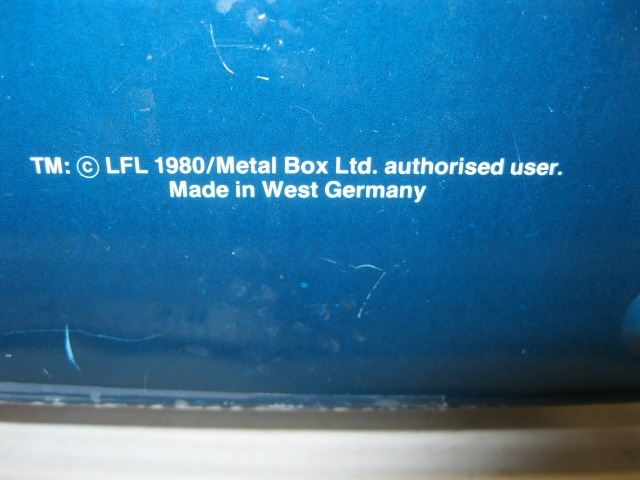 TM: © LFL 1980/Metal Box Ltd. authorised user.
Made in West Germany